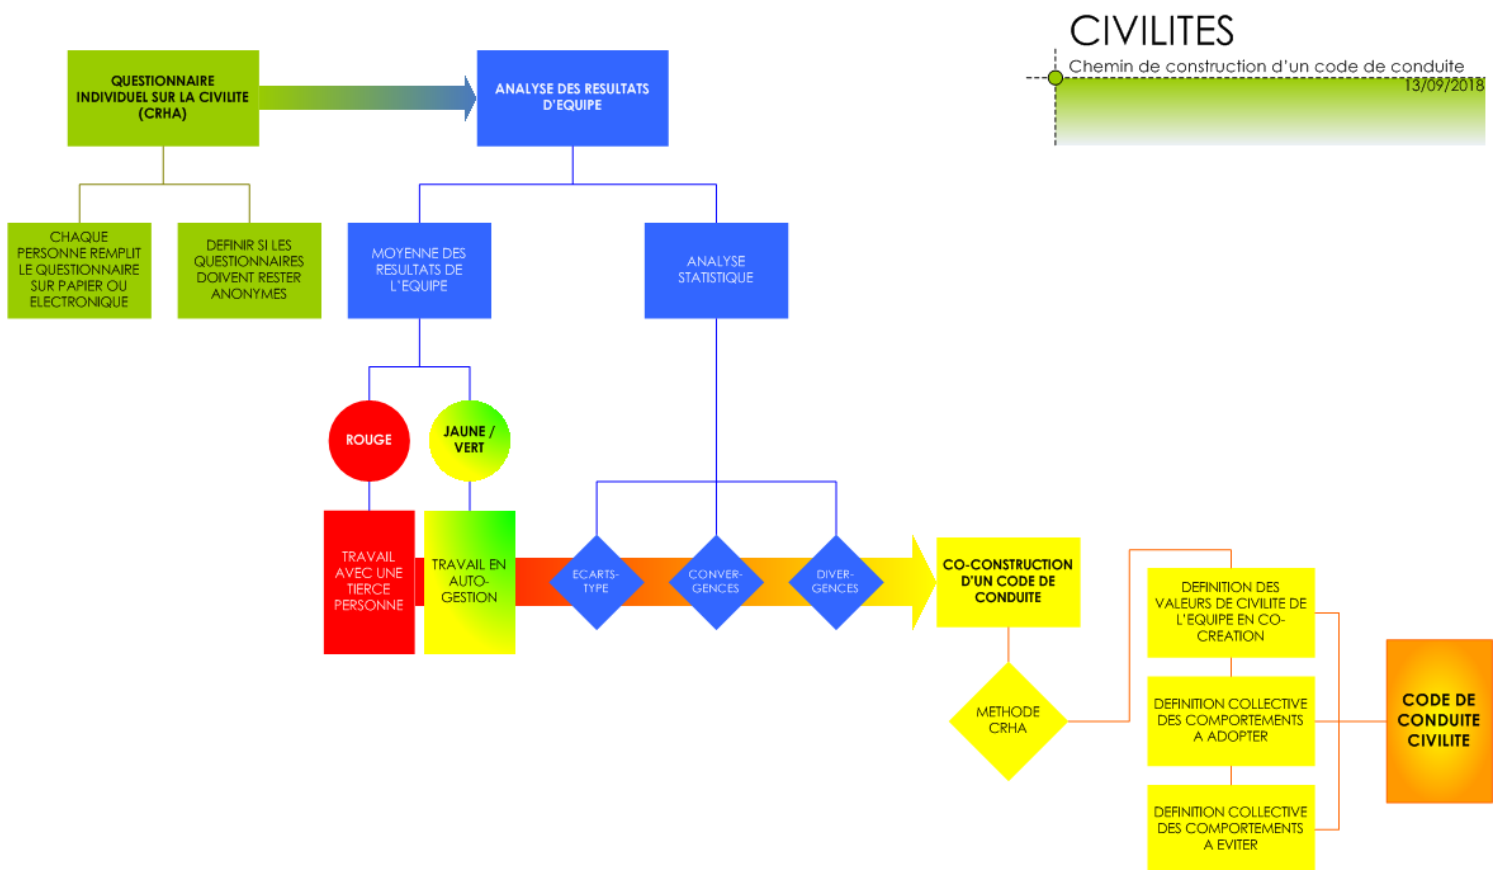 CIVILITES
Chemin de construction d'un code de conduite
13/09/2018
QUESTIONNAIRE
INDIVIDUEL SUR LA CIVILITE
(CRHA)
ANALYSE DES RESULTATS
D'EQUIPE
CHAQUE
PERSONNE REMPLIT
LE QUESTIONNAIRE
SUR PAPIER OU
ELECTRONIQUE
DEFINIR SI LES
QUESTIONNAIRES
DOIVENT RESTER
ANONYMES
MOYENNE DES
RESULTATS DE
L'EQUIPE
ANALYSE
STATISTIQUE
ROUGE
JAUNE /
VERT
TRAVAIL
AVEC UNE
TIERCE
PERSONNE
TRAVAIL EN
AUTO-
GESTION
ECARTS-
TYPE
CONVER-
GENCES
DIVER-
GENCES
CO-CONSTRUCTION
D'UN CODE DE
CONDUITE
METHODE
CRHA
DEFINITION DES
VALEURS DE CIVILITE DE
L'EQUIPE EN CO-
CREATION
DEFINITION COLLECTIVE
DES COMPORTEMENTS
A ADOPTER
DEFINITION COLLECTIVE
DES COMPORTEMENTS
A EVITER
CODE DE
CONDUITE
CIVILITE